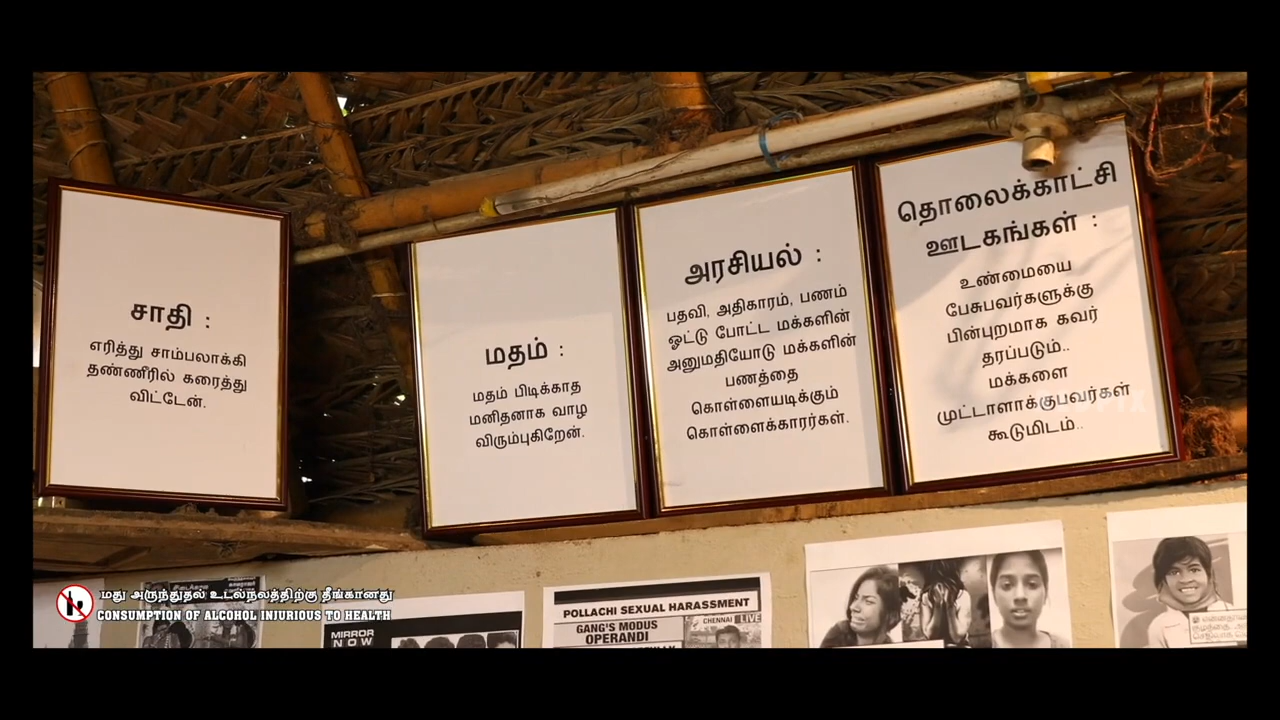 சாதி :
எரித்து சாம்பலாக்கி
தண்ணீரில் கரைத்து
விட்டேன்.
மதம் :
மதம் பிடிக்காத
மனிதனாக வாழ
விரும்புகிறேன்.
அரசியல் :
பதவி, அதிகாரம், பணம்
ஓட்டு போட்ட மக்களின்
அனுமதியோடு மக்களின்
பணத்தை
கொள்ளையடிக்கும்
கொள்ளைக்காரர்கள்.
தொலைக்காட்சி
ஊடகங்கள் :
உண்மையை
பேசுபவர்களுக்கு
பின்புறமாக கவர்
தரப்படும்..
மக்களை
முட்டாளாக்குபவர்கள்
கூடுமிடம்..
மது அருந்துதல் உடல்நலத்திற்கு தீங்கானது
CONSUMPTION OF ALCOHOL INJURIOUS TO HEALTH
MIRROR
NOW
POLLACHI SEXUAL HARASSMENT
GANG'S MODUS
OPERANDI
CHENNAI LIVE